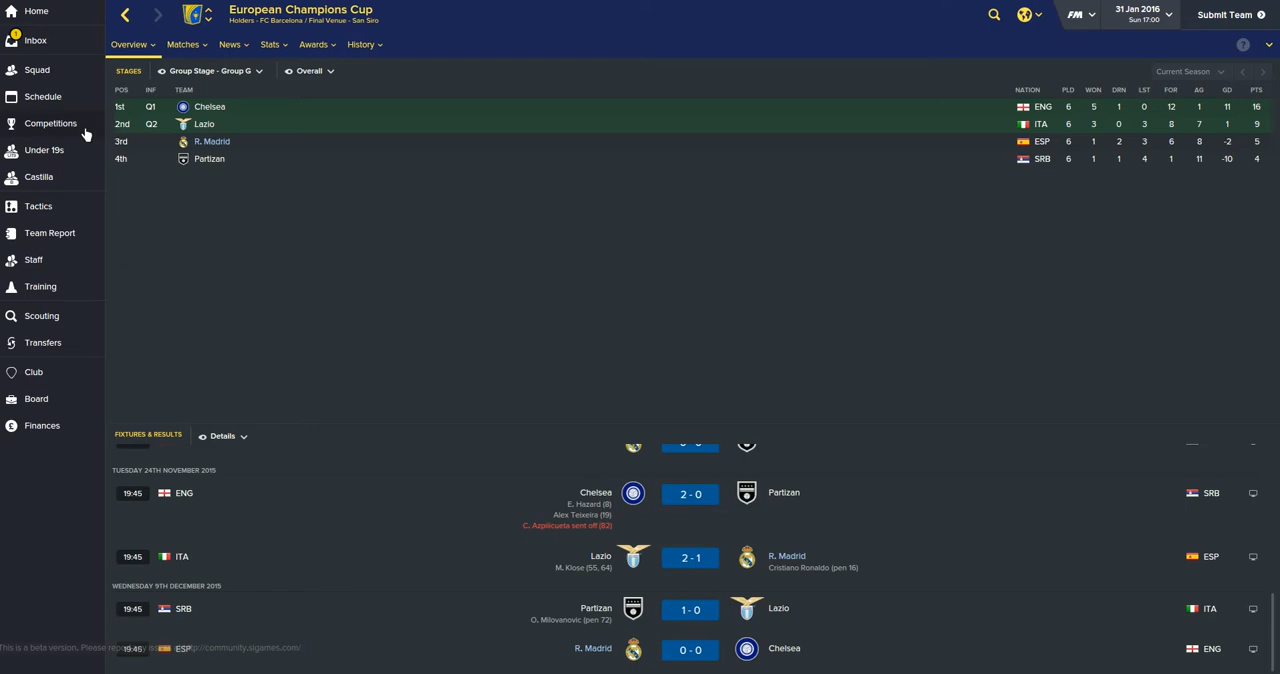 Home
1
Inbox
Squad
Schedule
Competitions
Under 19s
Castilla
Tactics
Team Report
Staff
Training
Scouting
Transfers
Club
Board
Finances
European Champions Cup
Holders - FC Barcelona / Final Venue - San Siro
FM
31 Jan 2016
Sun 17:00
Submit Team
Overview Matches News Stats Awards History
?
STAGES Group Stage - Group G Overall Current Season
POS INF TEAM NATION PLD WON DRN LST FOR AG GD PTS
1st Q1 Chelsea ENG 6 5 1 0 12 1 11 16
2nd Q2 Lazio ITA 6 3 0 3 8 7 1 9
3rd R. Madrid ESP 6 1 2 3 6 8 -2 5
4th Partizan SRB 6 1 1 4 1 11 -10 4
FIXTURES & RESULTS Details
TUESDAY 24TH NOVEMBER 2015
19:45 ENG Chelsea 2 - 0 Partizan SRB
E. Hazard (8)
Alex Teixeira (19)
C. Azpilicueta sent off (82)
19:45 ITA Lazio 2 - 1 R. Madrid ESP
M. Klose (55, 64) Cristiano Ronaldo (pen 16)
WEDNESDAY 9TH DECEMBER 2015
19:45 SRB Partizan 1 - 0 Lazio ITA
O. Milovanovic (pen 72)
19:45 ESP R. Madrid 0 - 0 Chelsea ENG
This is a beta version. Please report any http://community.sigames.com/